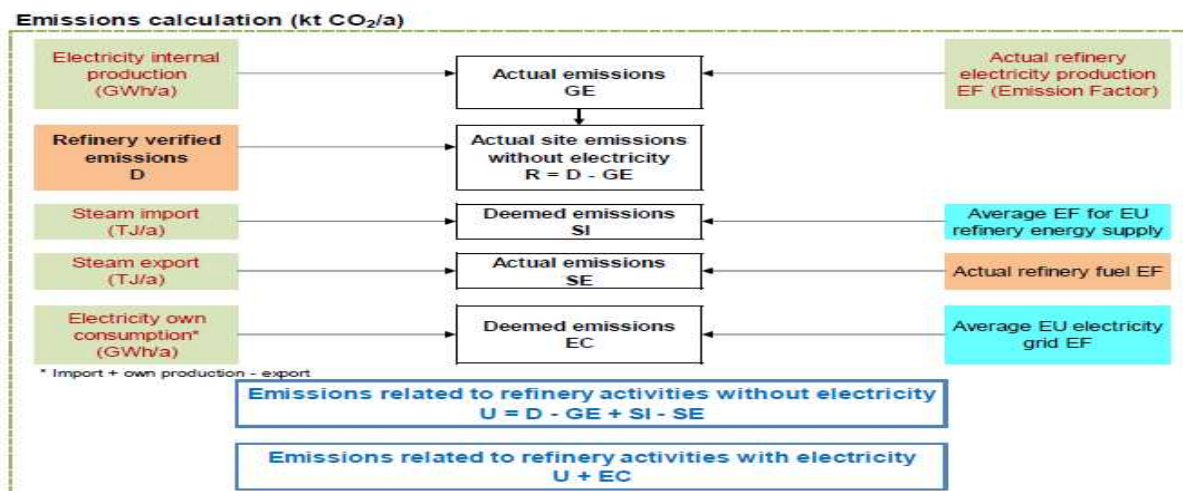 Emissions calculation (kt CO₂/a)
Electricity internal
production
(GWh/a)
Actual emissions
GE
Actual refinery
electricity production
EF (Emission Factor)
Refinery verified
emissions
D
Actual site emissions
without electricity
R = D - GE
Steam import
(TJ/a)
Deemed emissions
SI
Average EF for EU
refinery energy supply
Steam export
(TJ/a)
Actual emissions
SE
Actual refinery fuel EF
Electricity own
consumption*
(GWh/a)
Deemed emissions
EC
Average EU electricity
grid EF
* Import + own production - export
Emissions related to refinery activities without electricity
U = D - GE + SI - SE
Emissions related to refinery activities with electricity
U + EC